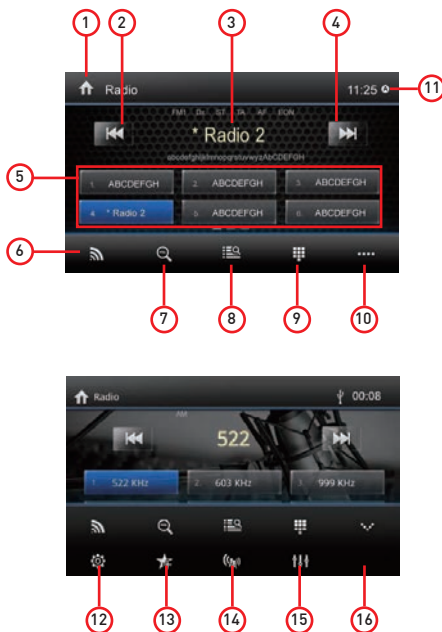 1 2 3 4
Radio 11:25 11
FM1 Dx ST TA AF EON
* Radio 2
abcdefghijklmnopqrstuvwyzAbCDEFGH
5
1. ABCDEFGH 2. ABCDEFGH 3. ABCDEFGH
4. * Radio 2 5. ABCDEFGH 6. ABCDEFGH
6
7 8 9 10
Radio 00:08
AM
522
1. 522 KHz 2. 603 KHz 3. 999 KHz
12 13 14 15 16